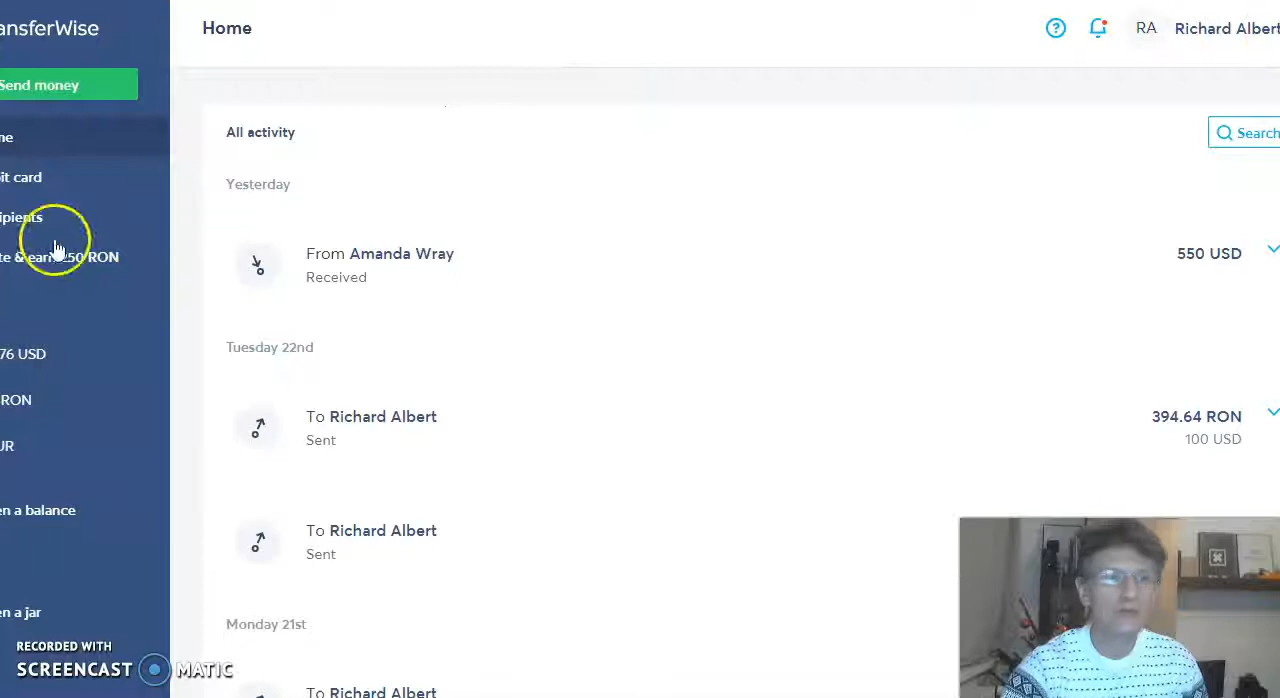 ansferWise
Home
RA
Richard Albert
Send money
me
All activity
Search
it card
Yesterday
ipients
te & earn 250 RON
From Amanda Wray
550 USD
Received
76 USD
Tuesday 22nd
RON
To Richard Albert
394.64 RON
Sent
100 USD
UR
en a balance
To Richard Albert
Sent
en a jar
Monday 21st
RECORDED WITH
SCREENCAST MATIC
To Richard Albert